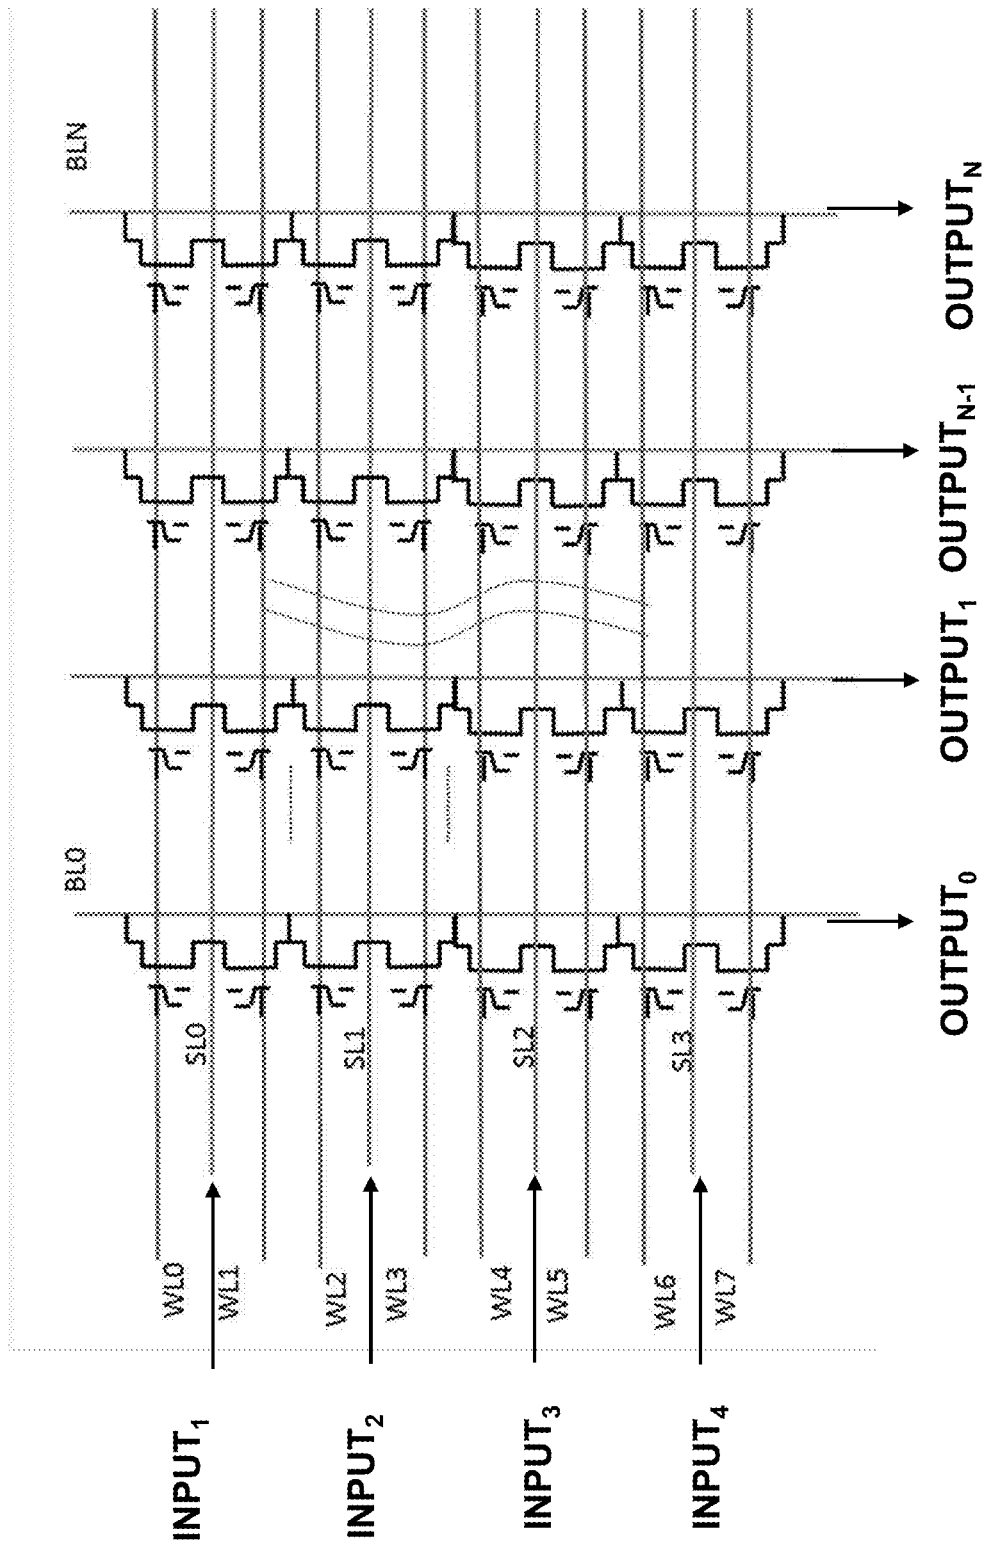 BL0
BLN
INPUT1
WL0
SL0
WL1
INPUT2
WL2
SL1
WL3
INPUT3
WL4
SL2
WL5
INPUT4
WL6
SL3
WL7
OUTPUT0
OUTPUT1
OUTPUTN-1
OUTPUTN